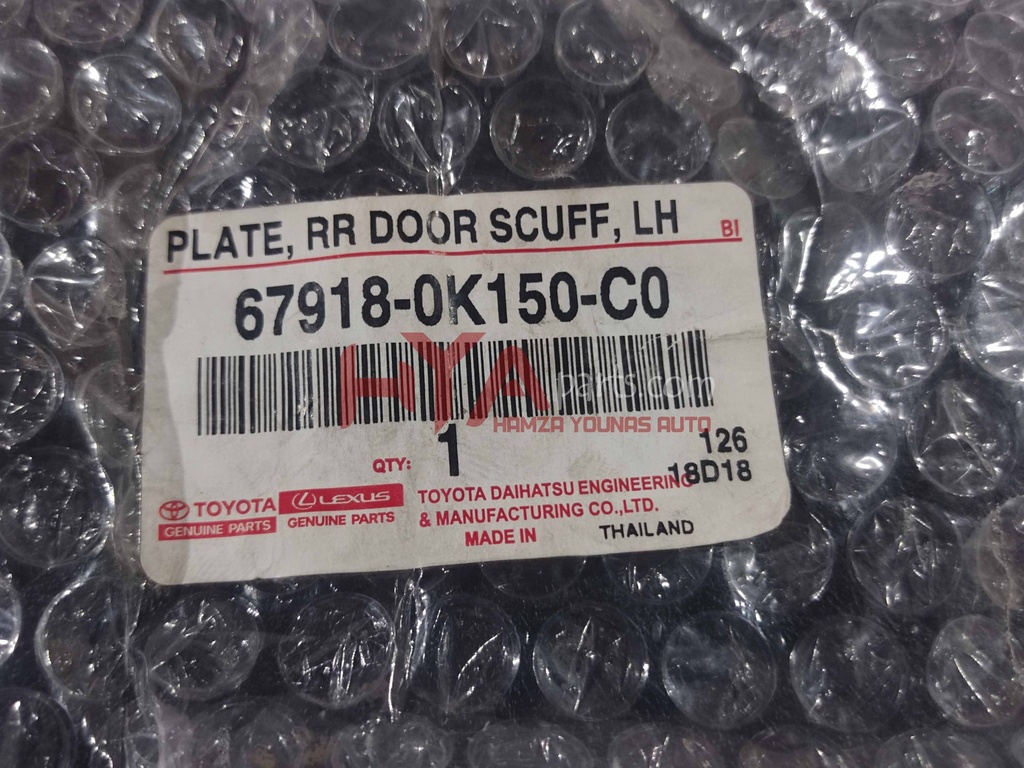 PLATE, RR DOOR SCUFF, LH BI
67918-0K150-C0
HYA parts.com
HAMZA YOUNAS AUTO
QTY: 1
126
18D18
TOYOTA
GENUINE PARTS
LEXUS
GENUINE PARTS
TOYOTA DAIHATSU ENGINEERING
& MANUFACTURING CO.,LTD.
MADE IN THAILAND